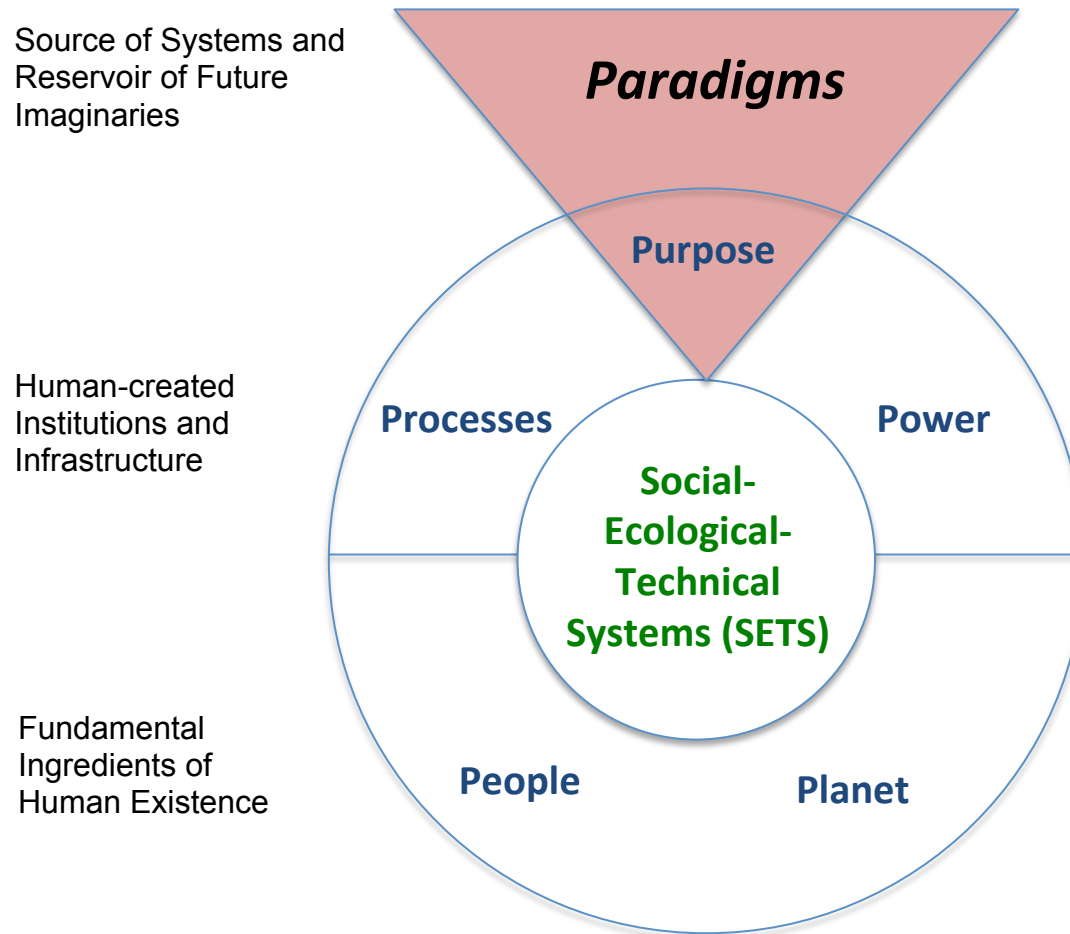 Source of Systems and
Reservoir of Future
Imaginaries
Paradigms
Purpose
Human-created
Institutions and
Infrastructure
Processes
Power
Social-
Ecological-
Technical
Systems (SETS)
Fundamental
Ingredients of
Human Existence
People
Planet